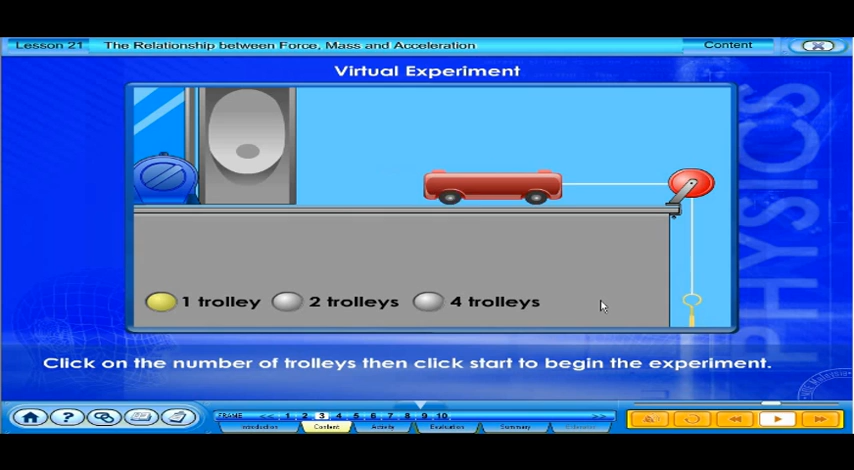 Lesson 21 The Relationship between Force, Mass and Acceleration Content
Virtual Experiment
PHYSICS
1 trolley 2 trolleys 4 trolleys
Click on the number of trolleys then click start to begin the experiment.
FRAME << 1 2 3 4 5 6 7 8 9 10 >>
Introduction Content Activity Evaluation Summary